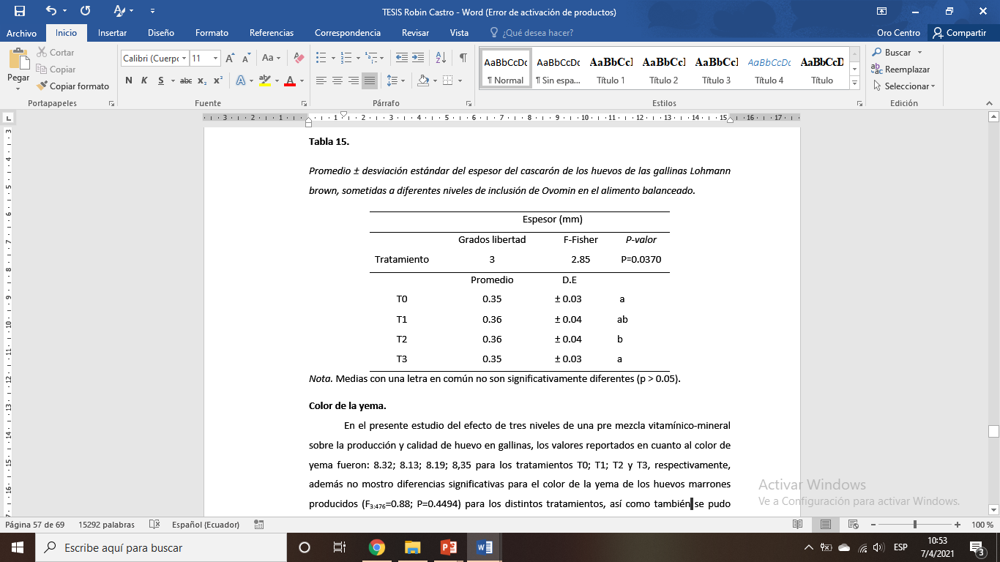 TESIS Robin Castro - Word (Error de activación de productos)
Archivo Inicio Insertar Diseño Formato Referencias Correspondencia Revisar Vista ¿Qué desea hacer? Oro Centro Compartir
Pegar
Cortar
Copiar
Copiar formato
Portapapeles
Calibri (Cuerpo 11
Fuente
Párrafo
AaBbCcDc AaBbCcDc AaBbCcI AaBbCcD AaBbCcI AaBbCcDc AaBbCcD
¶ Normal ¶ Sin espa... Título 1 Título 2 Título 3 Título 4 Título
Estilos
Buscar
Reemplazar
Seleccionar
Edición
Tabla 15.
Promedio ± desviación estándar del espesor del cascarón de los huevos de las gallinas Lohmann
brown, sometidas a diferentes niveles de inclusión de Ovomin en el alimento balanceado.
Espesor (mm)
Grados libertad F-Fisher P-valor
Tratamiento 3 2.85 P=0.0370
Promedio D.E
T0 0.35 ± 0.03 a
T1 0.36 ± 0.04 ab
T2 0.36 ± 0.04 b
T3 0.35 ± 0.03 a
Nota. Medias con una letra en común no son significativamente diferentes (p > 0.05).
Color de la yema.
En el presente estudio del efecto de tres niveles de una pre mezcla vitamínico-mineral
sobre la producción y calidad de huevo en gallinas, los valores reportados en cuanto al color de
yema fueron: 8.32; 8.13; 8.19; 8,35 para los tratamientos T0; T1; T2 y T3, respectivamente,
además no mostro diferencias significativas para el color de la yema de los huevos marrones
producidos (F3:476=0.88; P=0.4494) para los distintos tratamientos, así como también se pudo
Activar Windows
Ve a Configuración para activar Windows.
Página 57 de 69 15292 palabras Español (Ecuador) 100 %
Escribe aquí para buscar
ESP
10:53
7/4/2021
3